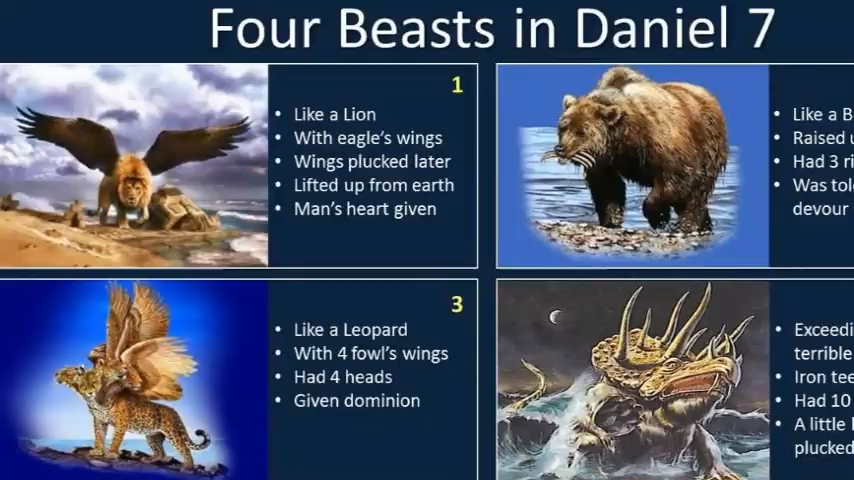 Four Beasts in Daniel 7
1
• Like a Lion
• With eagle's wings
• Wings plucked later
• Lifted up from earth
• Man's heart given
• Like a B
• Raised u
• Had 3 ri
• Was told
devour
3
• Like a Leopard
• With 4 fowl's wings
• Had 4 heads
• Given dominion
• Exceedi
terrible
• Iron tee
• Had 10
• A little
plucked